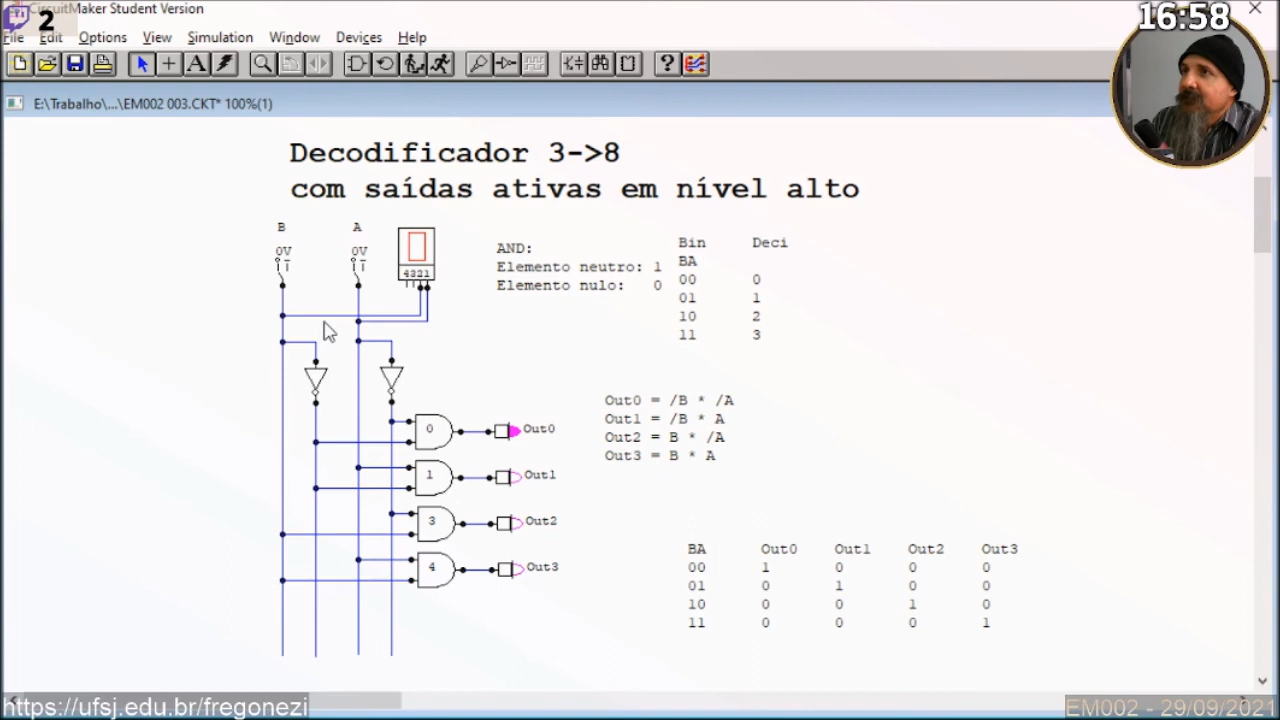 CircuitMaker Student Version
2
16:58
File Edit Options View Simulation Window Devices Help
E:\Trabalho\...\EM002 003.CKT* 100%(1)
Decodificador 3->8
com saídas ativas em nível alto
B A
0V 0V
4321
AND:
Elemento neutro: 1
Elemento nulo: 0
Bin Deci
BA
00 0
01 1
10 2
11 3
Out0 = /B * /A
Out1 = /B * A
Out2 = B * /A
Out3 = B * A
0 Out0
1 Out1
3 Out2
4 Out3
BA Out0 Out1 Out2 Out3
00 1 0 0 0
01 0 1 0 0
10 0 0 1 0
11 0 0 0 1
https://ufsj.edu.br/fregonezi
EM002 - 29/09/2021